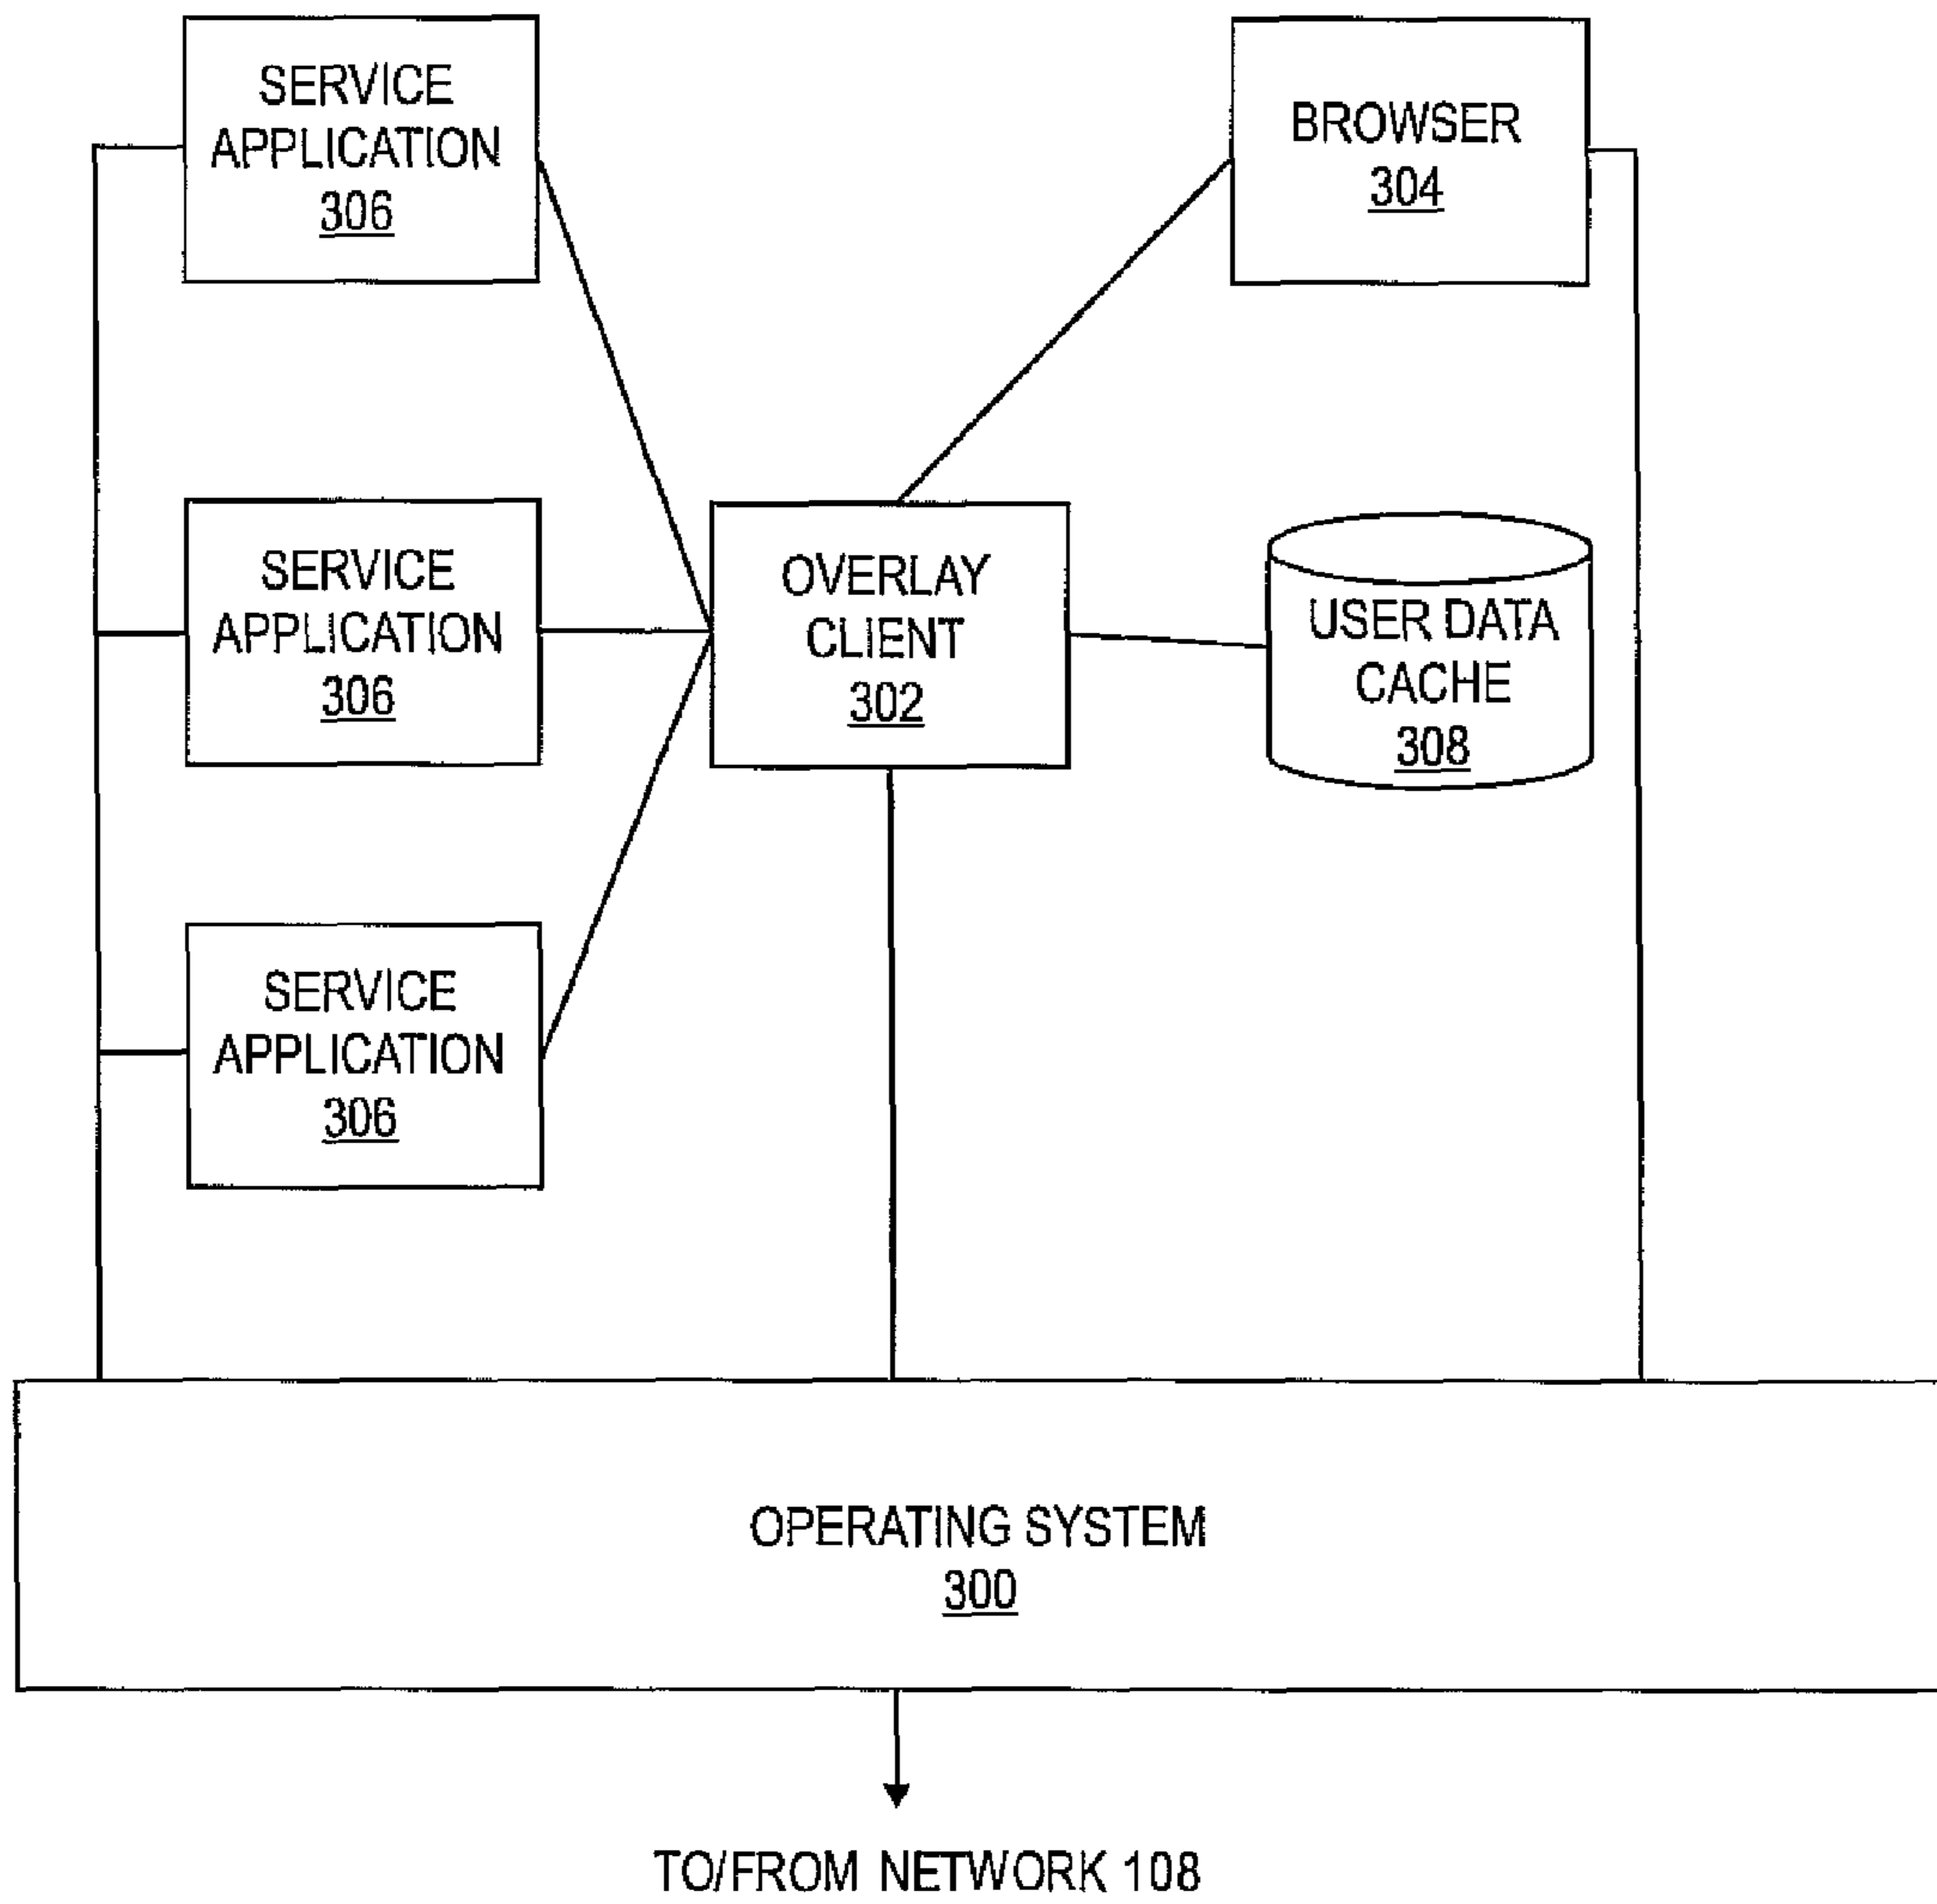 SERVICE
APPLICATION
306
BROWSER
304
SERVICE
APPLICATION
306
OVERLAY
CLIENT
302
USER DATA
CACHE
308
SERVICE
APPLICATION
306
OPERATING SYSTEM
300
TO/FROM NETWORK 108